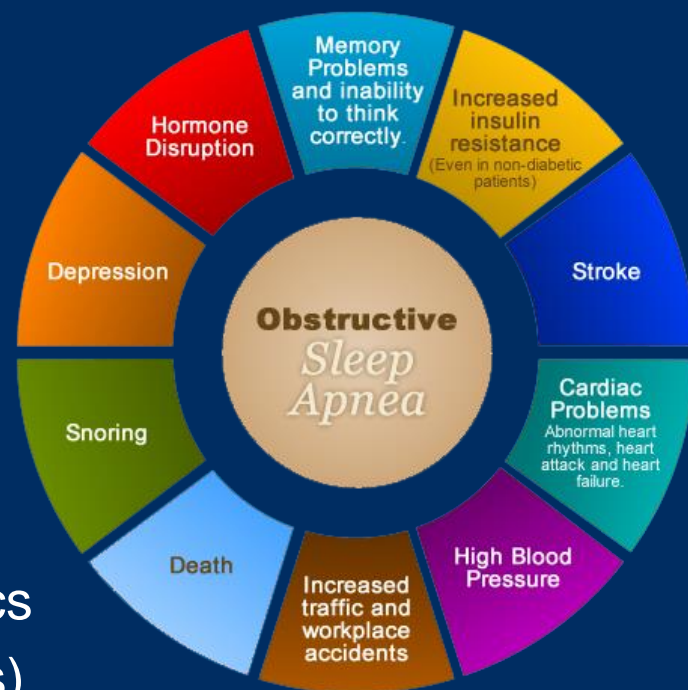 Obstructive
Sleep
Apnea
Memory
Problems
and inability
to think
correctly.
Increased
insulin
resistance
(Even in non-diabetic
patients)
Stroke
Cardiac
Problems
Abnormal heart
rhythms, heart
attack and heart
failure.
High Blood
Pressure
Increased
traffic and
workplace
accidents
Death
Snoring
Depression
Hormone
Disruption
cs
s)